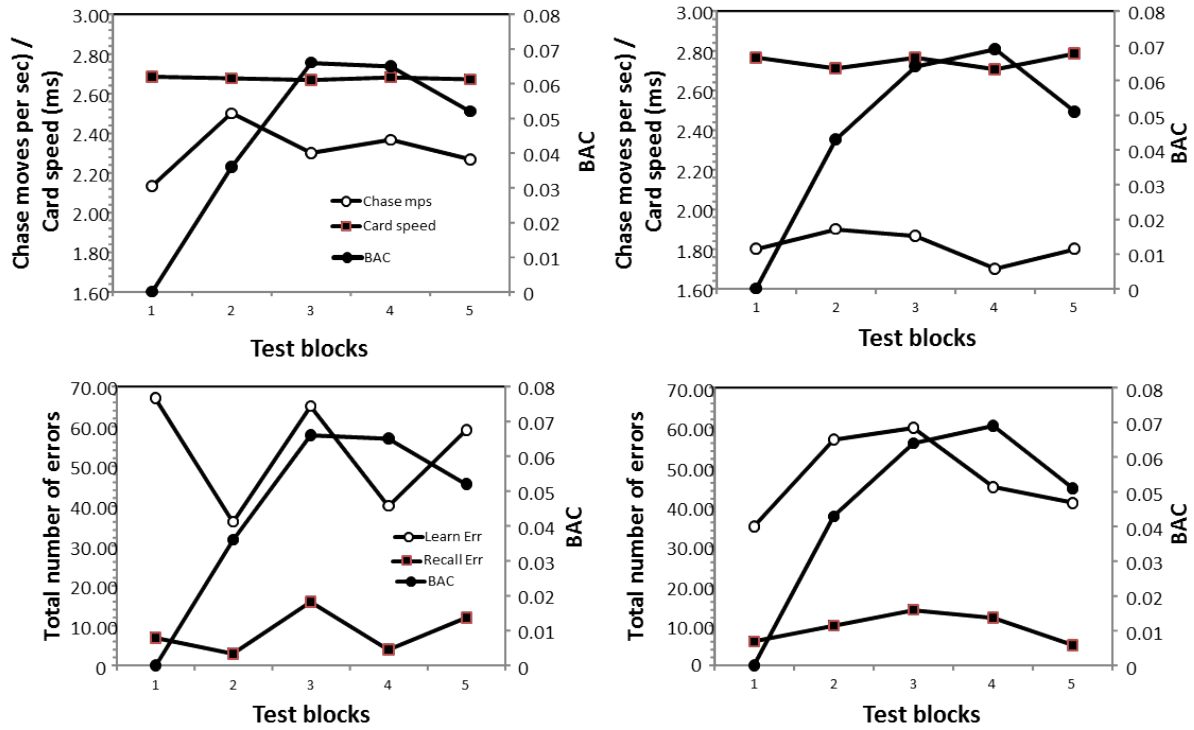 Chase moves per sec) /
Card speed (ms)
3.00
2.80
2.60
2.40
2.20
2.00
1.80
1.60
0.08
0.07
0.06
0.05
0.04
0.03
0.02
0.01
0
BAC
Chase mps
Card speed
BAC
1 2 3 4 5
Test blocks
Chase moves per sec) /
Card speed (ms)
3.00
2.80
2.60
2.40
2.20
2.00
1.80
1.60
0.08
0.07
0.06
0.05
0.04
0.03
0.02
0.01
0
BAC
1 2 3 4 5
Test blocks
Total number of errors
70.00
60.00
50.00
40.00
30.00
20.00
10.00
0
0.08
0.07
0.06
0.05
0.04
0.03
0.02
0.01
0
BAC
Learn Err
Recall Err
BAC
1 2 3 4 5
Test blocks
Total number of errors
70.00
60.00
50.00
40.00
30.00
20.00
10.00
0
0.08
0.07
0.06
0.05
0.04
0.03
0.02
0.01
0
BAC
1 2 3 4 5
Test blocks